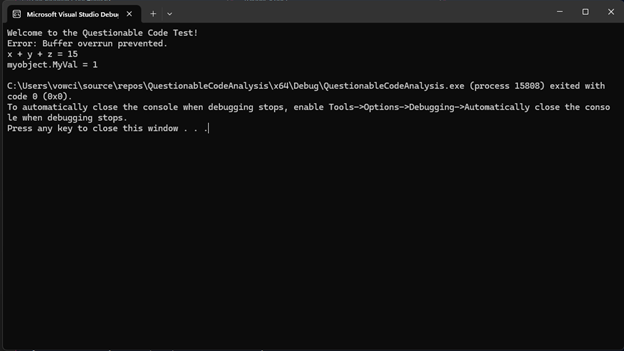 Microsoft Visual Studio Debu
Welcome to the Questionable Code Test!
Error: Buffer overrun prevented.
x + y + z = 15
myobject.MyVal = 1
C:\Users\vowci\source\repos\QuestionableCodeAnalysis\x64\Debug\QuestionableCodeAnalysis.exe (process 15808) exited with
code 0 (0x0).
To automatically close the console when debugging stops, enable Tools->Options->Debugging->Automatically close the conso
le when debugging stops.
Press any key to close this window . . .